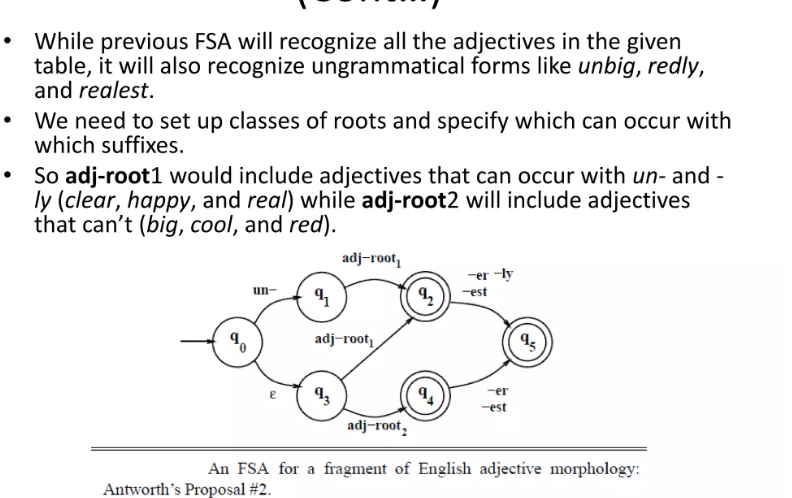 (Cont...)
• While previous FSA will recognize all the adjectives in the given
table, it will also recognize ungrammatical forms like unbig, redly,
and realest.
• We need to set up classes of roots and specify which can occur with
which suffixes.
• So adj-root1 would include adjectives that can occur with un- and -
ly (clear, happy, and real) while adj-root2 will include adjectives
that can’t (big, cool, and red).
adj–root₁
un–
q₁
q₂
–er –ly
–est
q₀
adj–root₁
q₅
ε
q₃
q₄
–er
–est
adj–root₂
An FSA for a fragment of English adjective morphology:
Antworth’s Proposal #2.